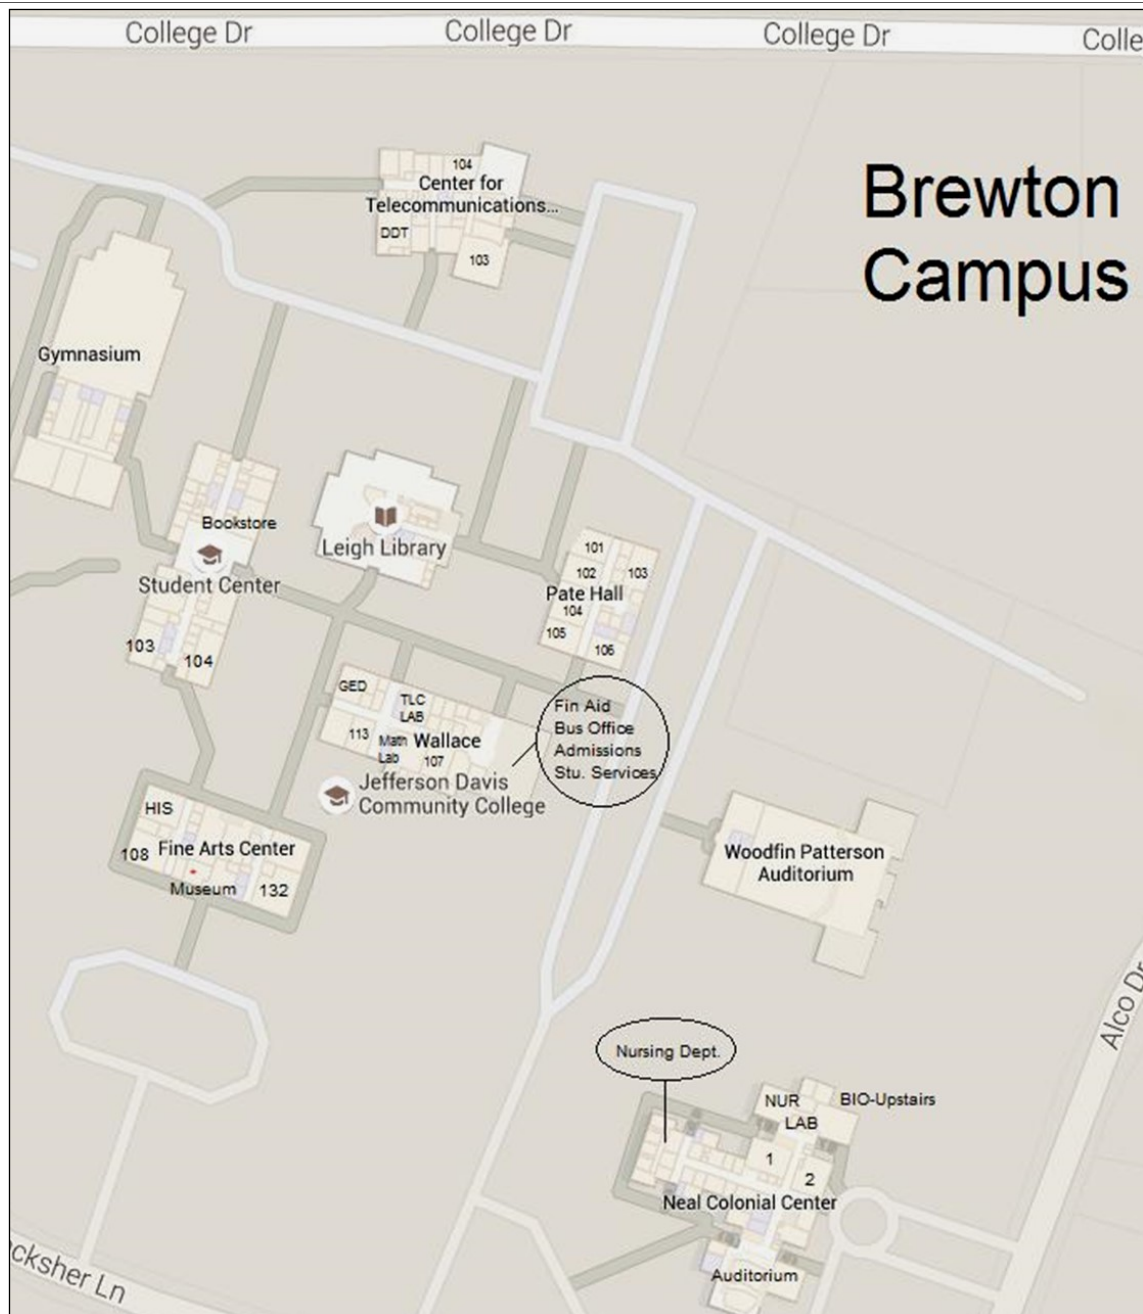 College Dr
College Dr
College Dr
Colle
Brewton
Campus
104
Center for
Telecommunications...
DDT
103
Gymnasium
Bookstore
Student Center
103
104
Leigh Library
101
102
103
Pate Hall
104
105
106
GED
TLC
LAB
113
Math
Lab
Wallace
107
Fin Aid
Bus Office
Admissions
Stu. Services
Jefferson Davis
Community College
HIS
108
Fine Arts Center
Museum
132
Woodfin Patterson
Auditorium
Alco Dr
Nursing Dept.
NUR
LAB
BIO-Upstairs
1
2
Neal Colonial Center
Auditorium
cksher Ln